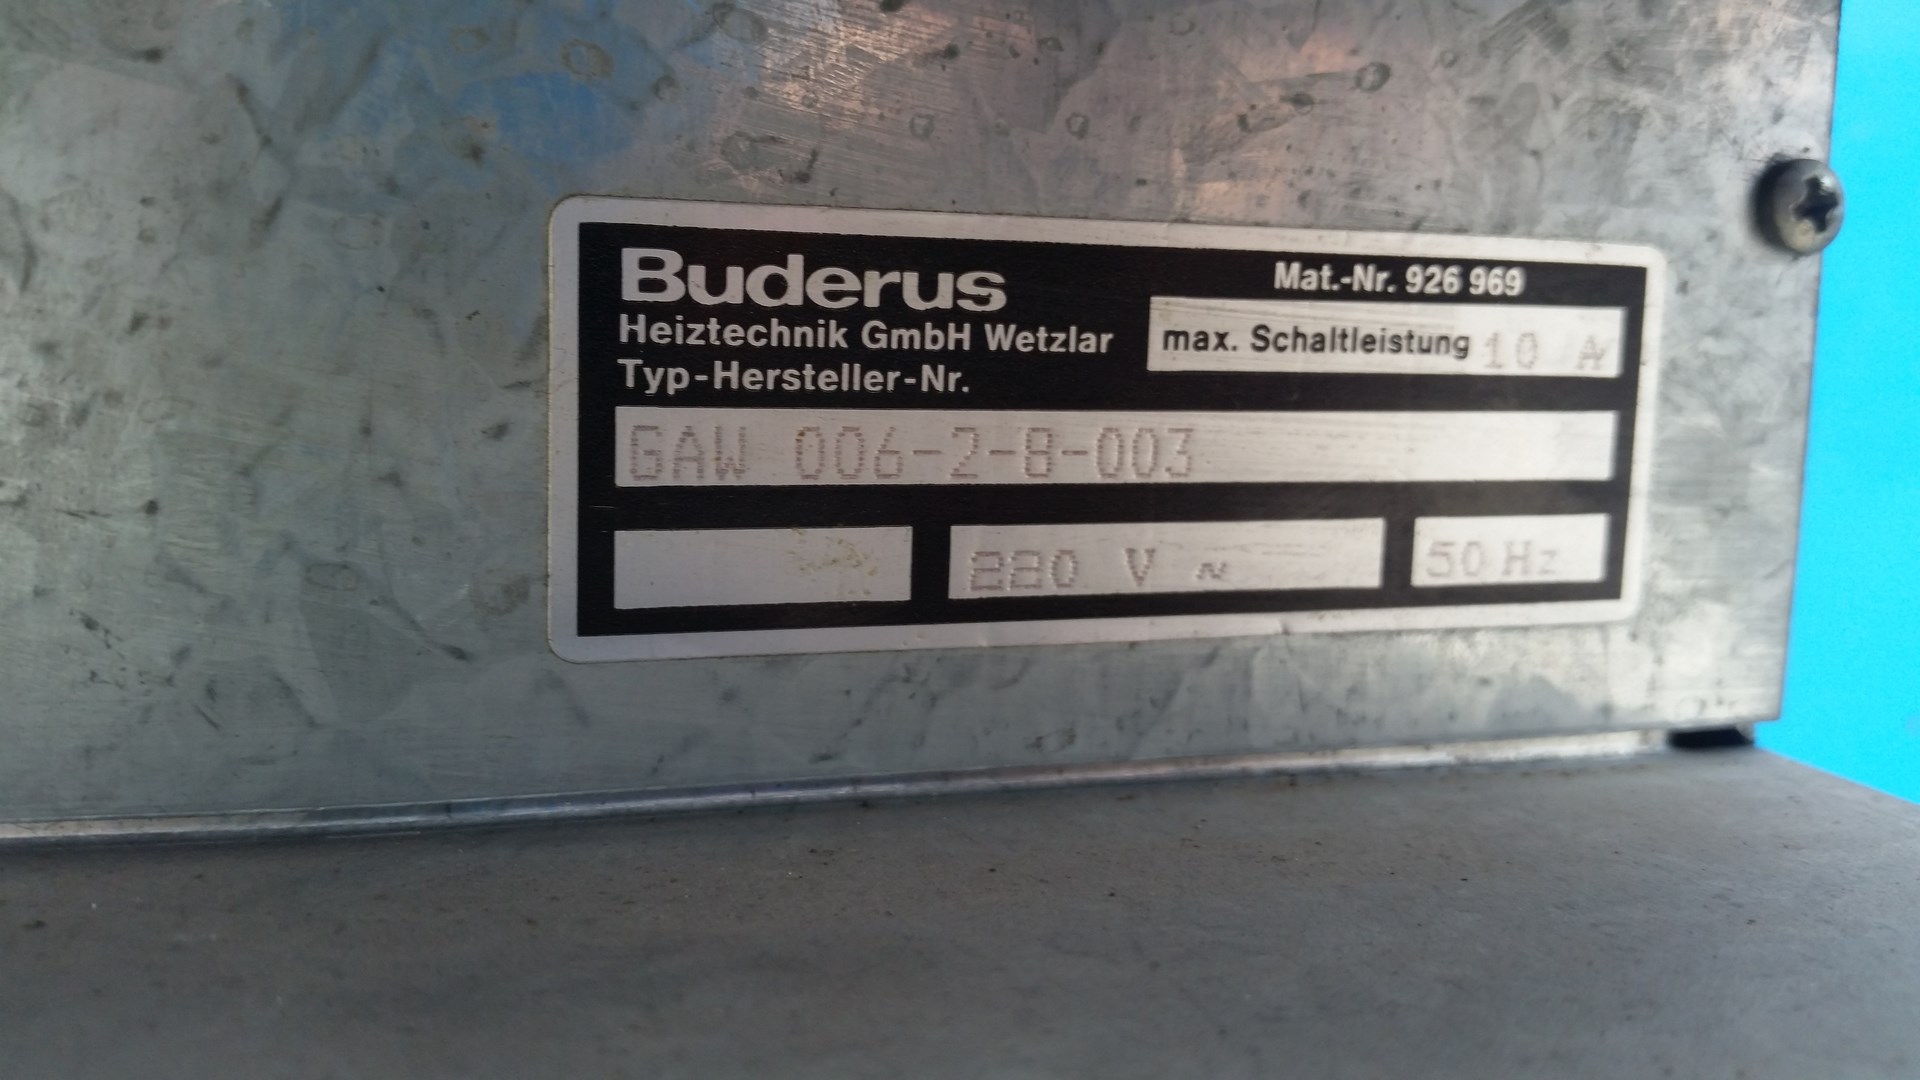 Buderus
Heiztechnik GmbH Wetzlar
Typ-Hersteller-Nr.
Mat.-Nr. 926 969
max. Schaltleistung 10 A
GAW 006-2-8-003
220 V ~
50 Hz